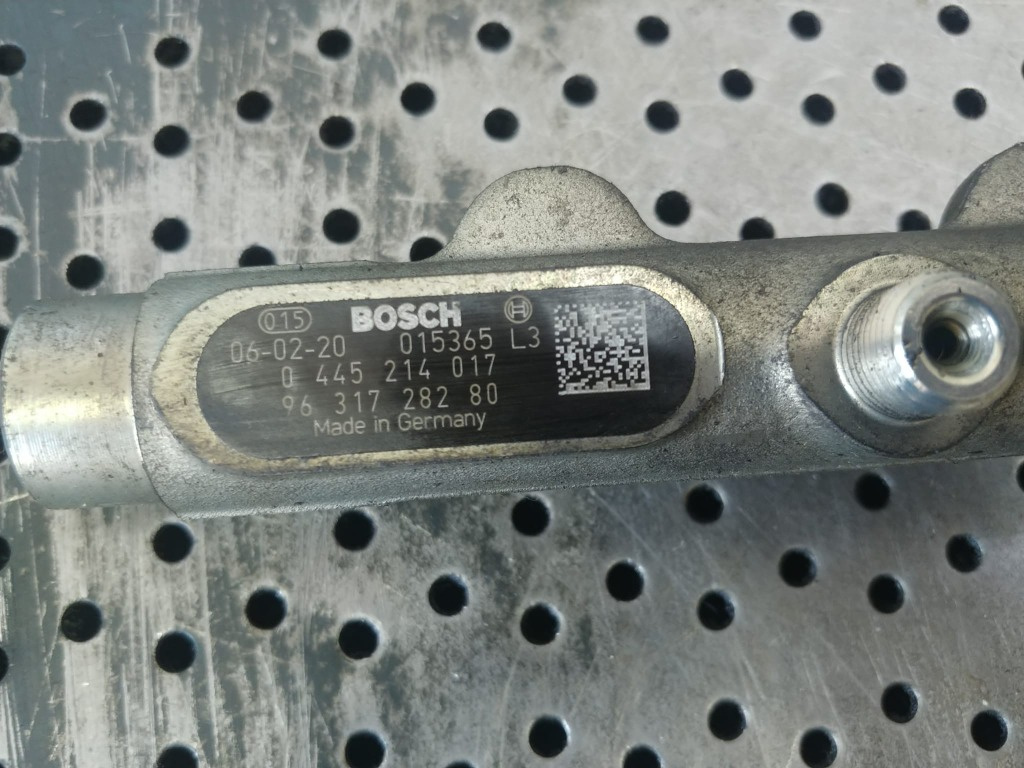 015 BOSCH
06-02-20 015365 L3
0 445 214 017
96 317 282 80
Made in Germany